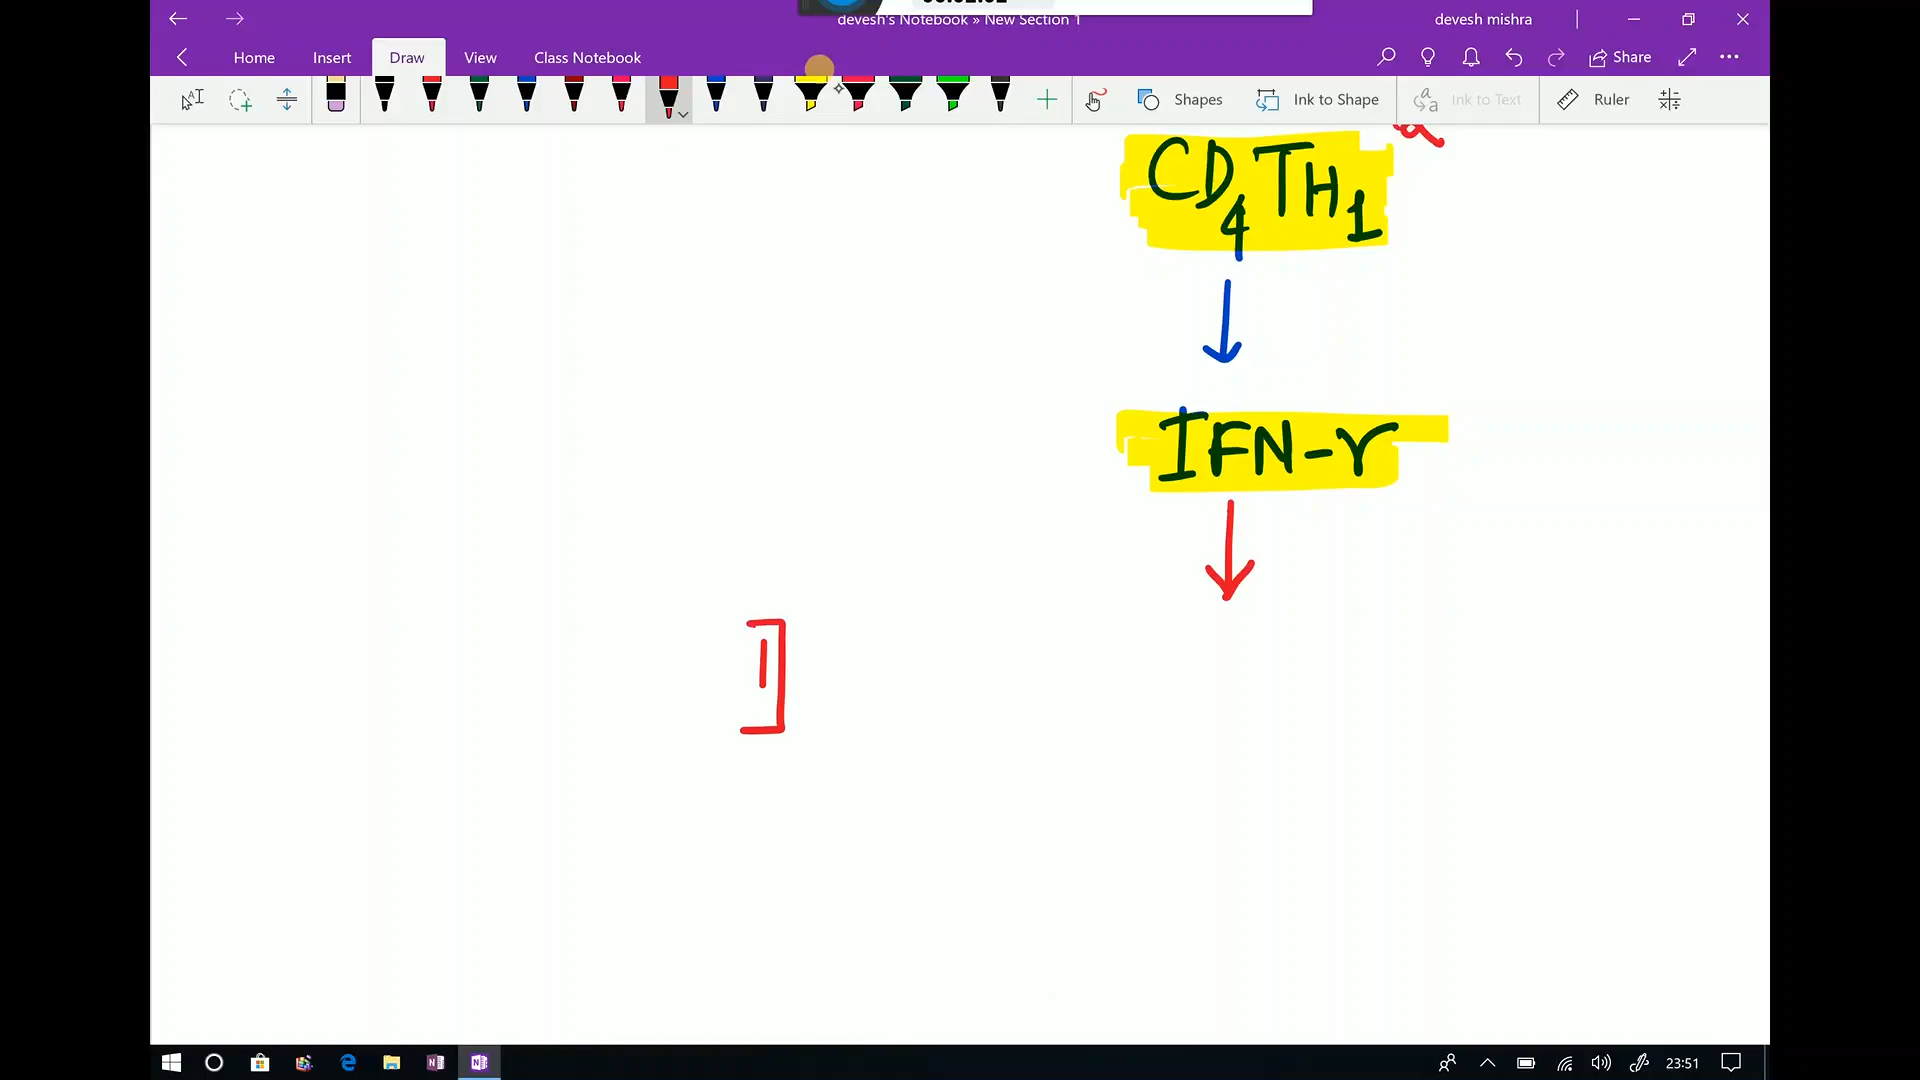 devesh's Notebook » New Section 1
devesh mishra
Home
Insert
Draw
View
Class Notebook
Share
Shapes
Ink to Shape
Ink to Text
Ruler
CD4 TH1
IFN-γ
1]
23:51